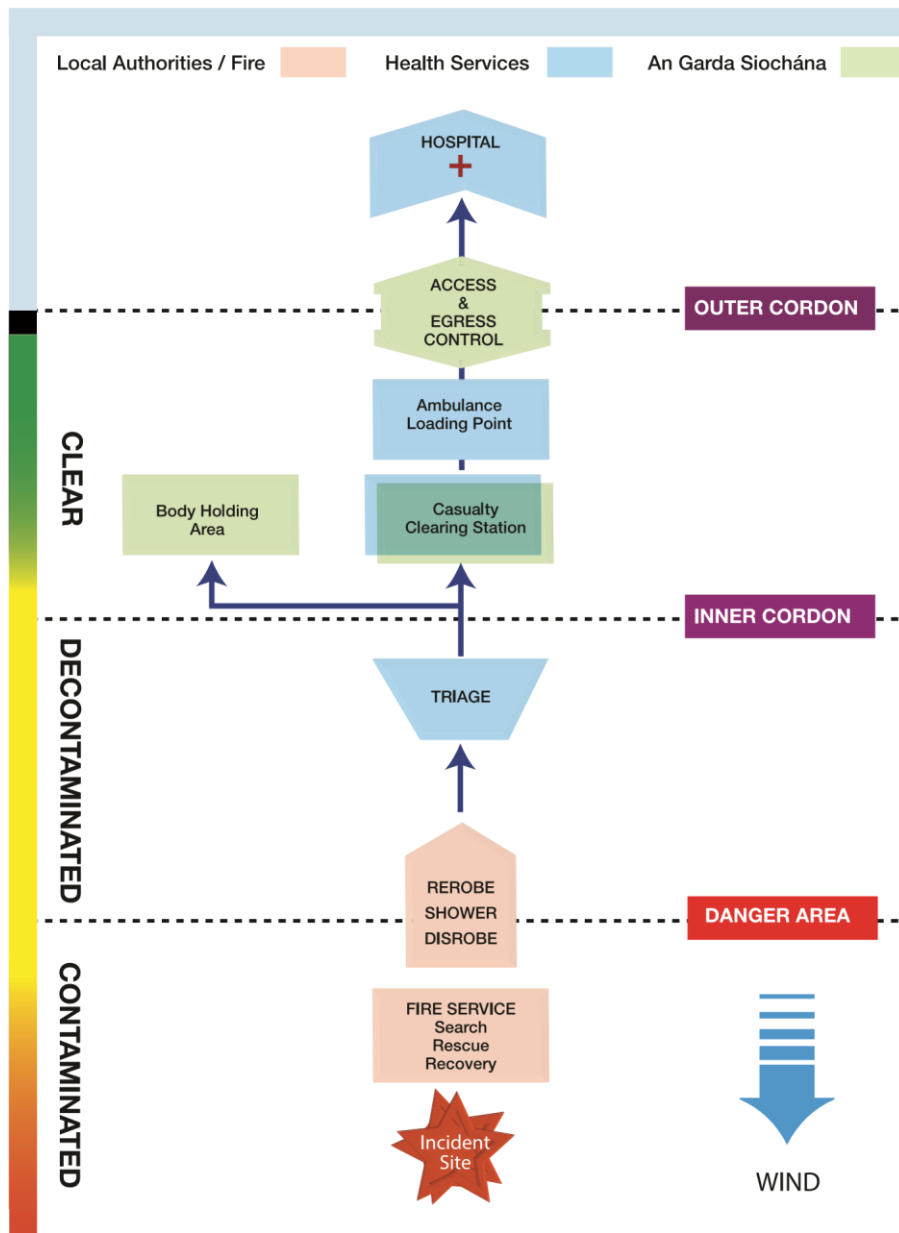 Local Authorities / Fire
Health Services
An Garda Siochána
HOSPITAL
ACCESS
&
EGRESS
CONTROL
OUTER CORDON
Ambulance
Loading Point
CLEAR
Body Holding
Area
Casualty
Clearing Station
INNER CORDON
DECONTAMINATED
TRIAGE
REROBE
SHOWER
DISROBE
DANGER AREA
CONTAMINATED
FIRE SERVICE
Search
Rescue
Recovery
Incident
Site
WIND